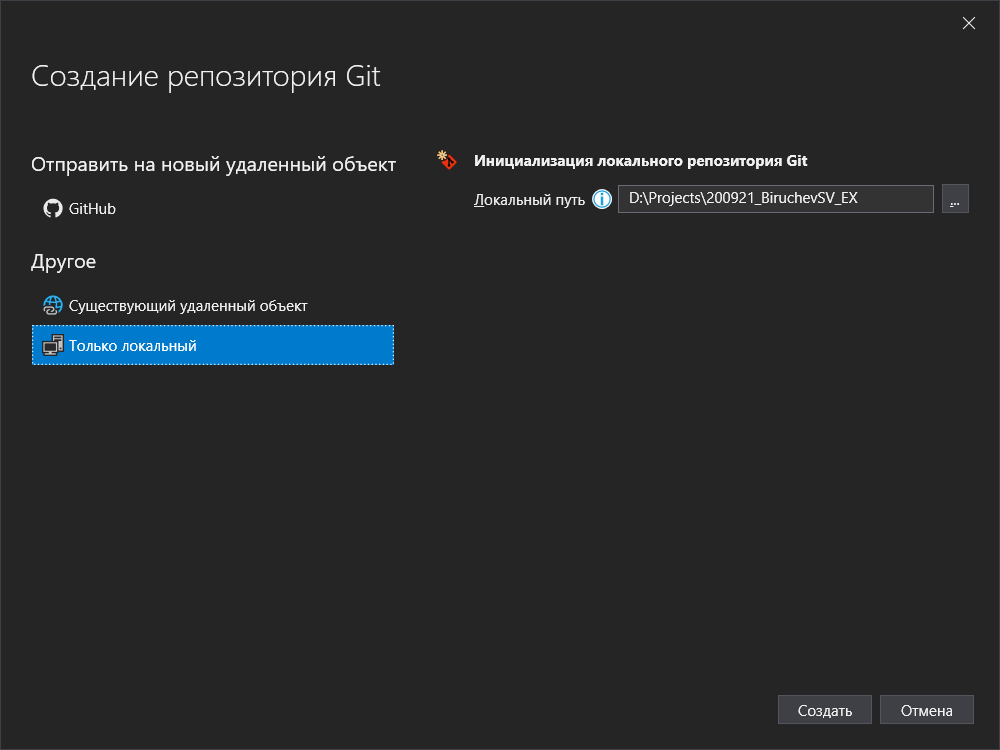 Создание репозитория Git
Отправить на новый удаленный объект
GitHub
Другое
Существующий удаленный объект
Только локальный
Инициализация локального репозитория Git
Локальный путь D:\Projects\200921_BiruchevSV_EX ...
Создать Отмена